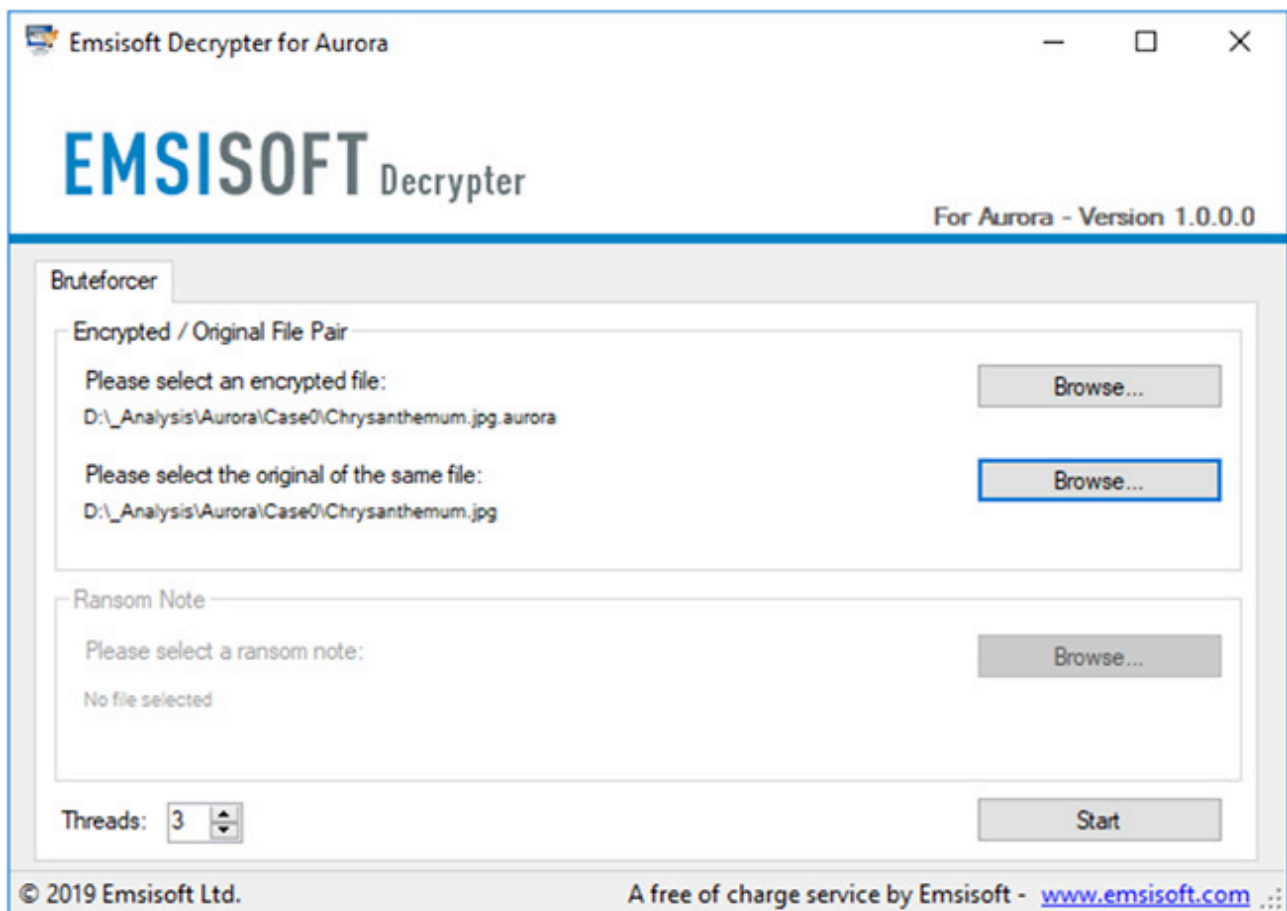 Emsisoft Decrypter for Aurora
EMSISOFT Decrypter
For Aurora - Version 1.0.0.0
Bruteforcer
Encrypted / Original File Pair
Please select an encrypted file:
Browse...
D:\_Analysis\Aurora\Case0\Chrysanthemum.jpg.aurora
Please select the original of the same file:
Browse...
D:\_Analysis\Aurora\Case0\Chrysanthemum.jpg
Ransom Note
Please select a ransom note:
Browse...
No file selected
Threads: 3
Start
© 2019 Emsisoft Ltd.
A free of charge service by Emsisoft - www.emsisoft.com